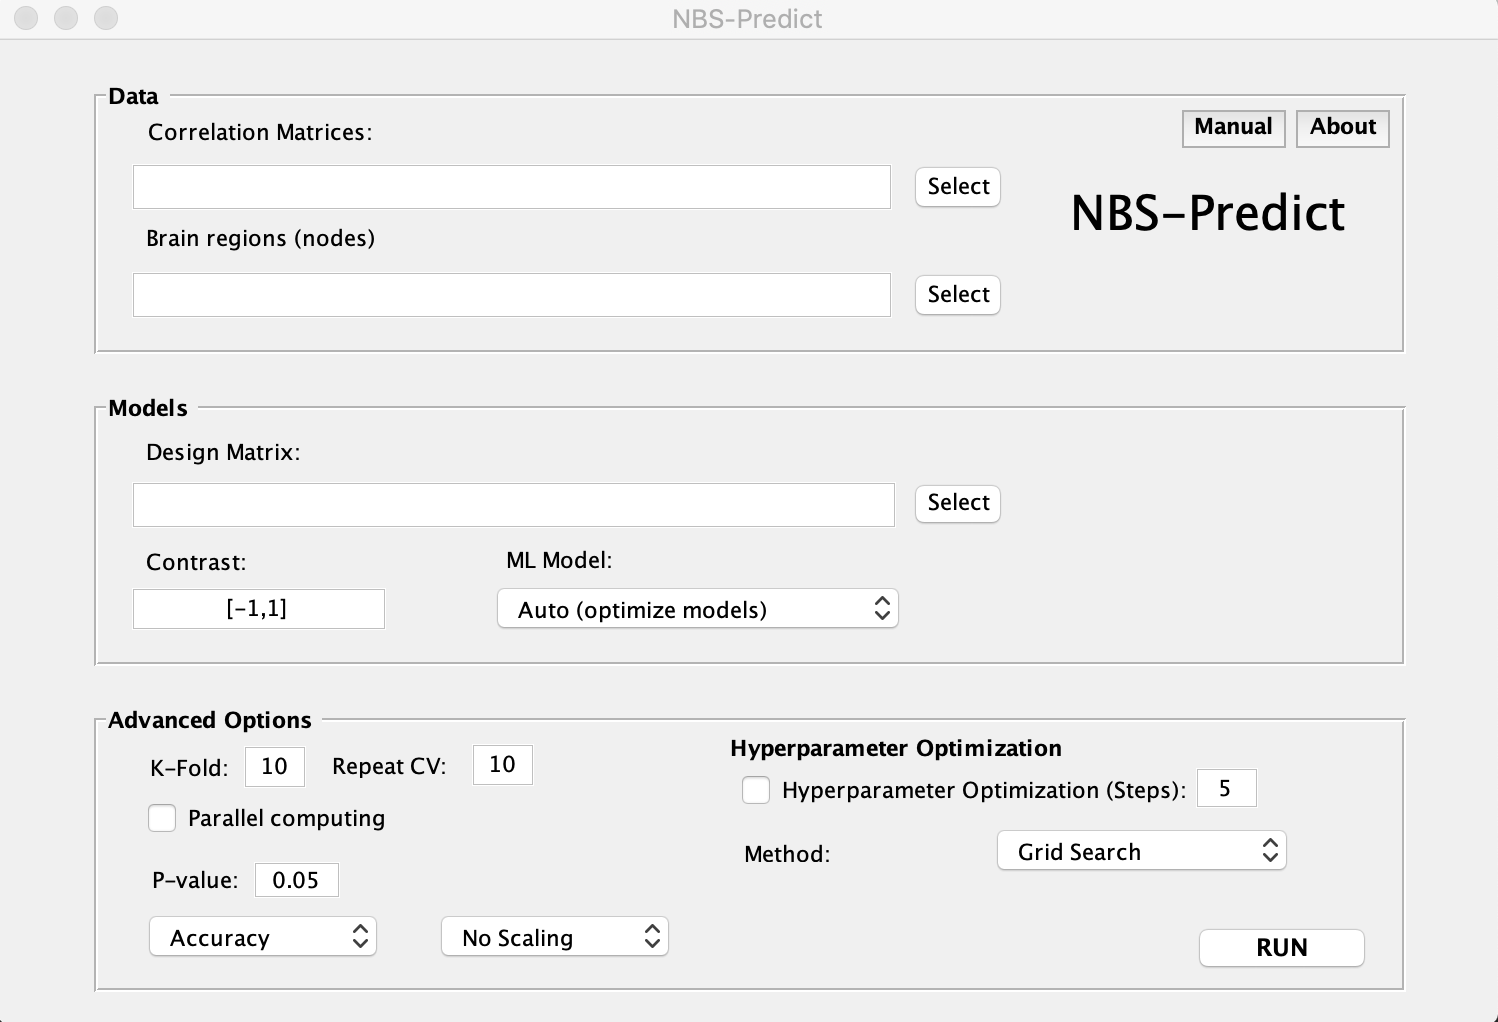 NBS-Predict
Data
Correlation Matrices:
Manual
About
Select
NBS-Predict
Brain regions (nodes)
Select
Models
Design Matrix:
Select
Contrast:
ML Model:
[-1,1]
Auto (optimize models)
Advanced Options
K-Fold: 10
Repeat CV: 10
Hyperparameter Optimization
Hyperparameter Optimization (Steps): 5
Parallel computing
Method: Grid Search
P-value: 0.05
Accuracy
No Scaling
RUN